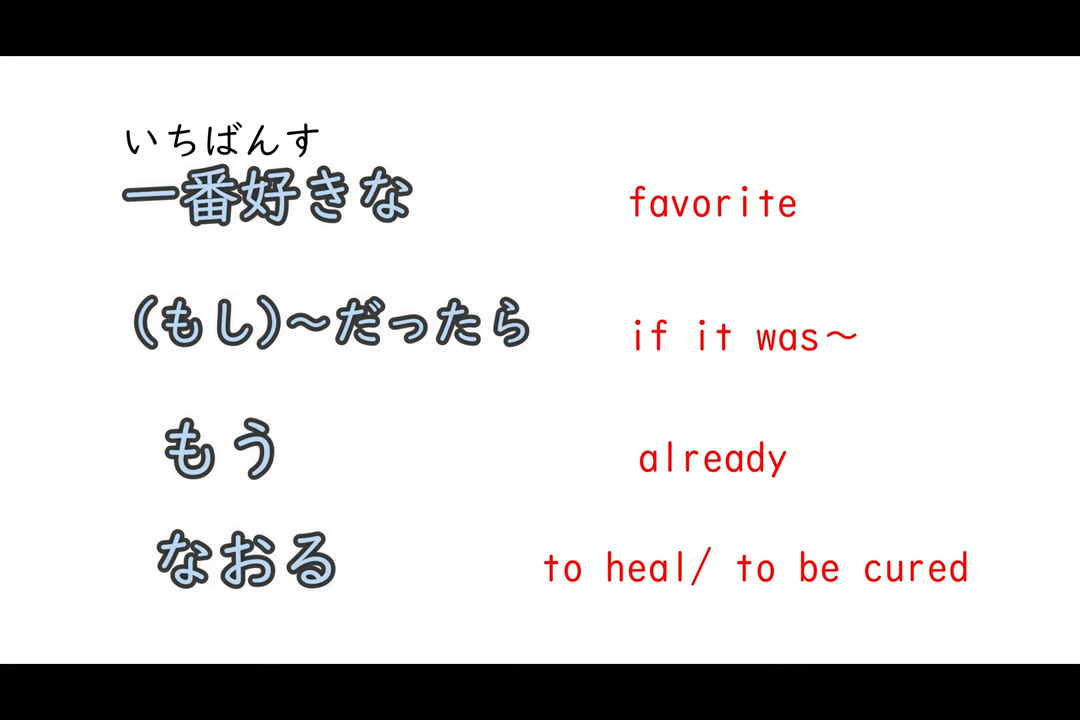 いちばんす
一番好きな favorite
(もし)～だったら if it was～
もう already
なおる to heal/ to be cured